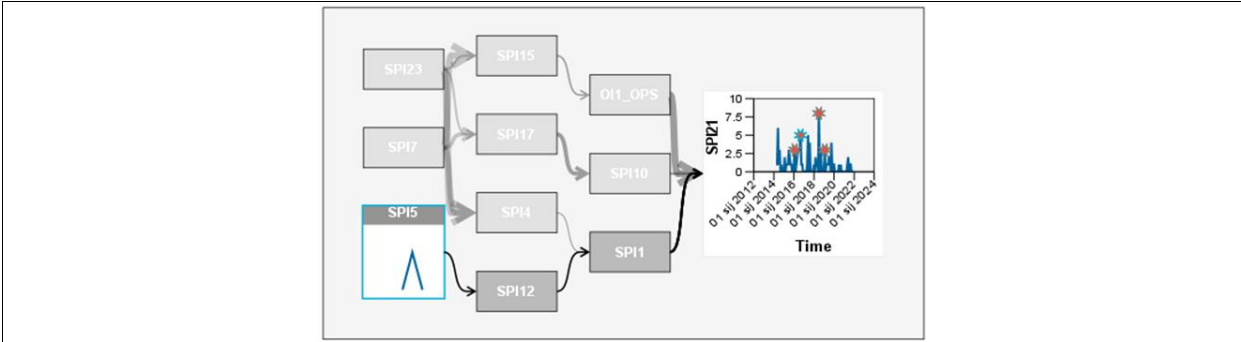 SPI23
SPI7
SPI5
SPI15
SPI17
SPI4
SPI12
OI1_OPS
SPI10
SPI1
SPI21
10
7.5
5
2.5
0
01 sij 2012
01 sij 2014
01 sij 2016
01 sij 2018
01 sij 2020
01 sij 2022
01 sij 2024
Time